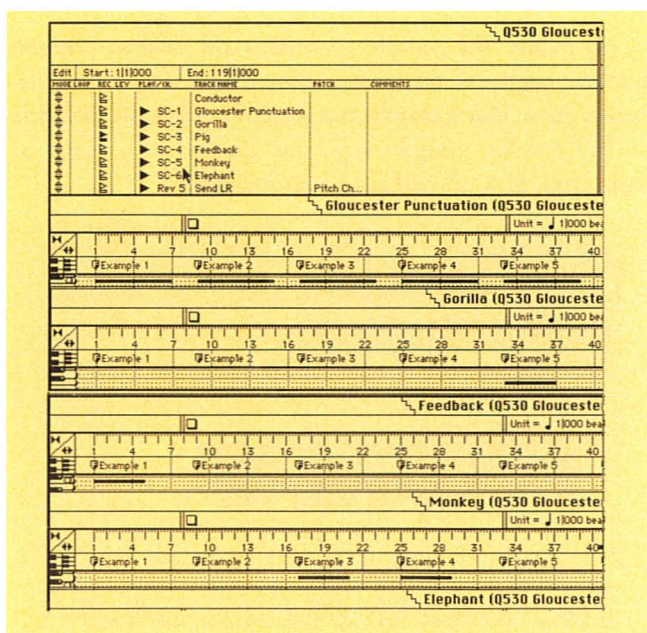 Q530 Gloucest
Edit Start: 1|1|000 End: 119|1|000
MODE LOOP REC LEV PLAY/CH. TRACK NAME PATCH COMMENTS
Conductor
SC-1 Gloucester Punctuation
SC-2 Gorilla
SC-3 Pig
SC-4 Feedback
SC-5 Monkey
SC-6 Elephant
Rev 5 Send LR Pitch Ch...
Gloucester Punctuation (Q530 Glouceste
Unit = 1|000 bea
1 4 7 10 13 16 19 22 25 28 31 34 37 40
Example 1 Example 2 Example 3 Example 4 Example 5
Gorilla (Q530 Glouceste
Unit = 1|000 bea
1 4 7 10 13 16 19 22 25 28 31 34 37 40
Example 1 Example 2 Example 3 Example 4 Example 5
Feedback (Q530 Glouceste
Unit = 1|000 bea
1 4 7 10 13 16 19 22 25 28 31 34 37 40
Example 1 Example 2 Example 3 Example 4 Example 5
Monkey (Q530 Glouceste
Unit = 1|000 bea
1 4 7 10 13 16 19 22 25 28 31 34 37 40
Example 1 Example 2 Example 3 Example 4 Example 5
Elephant (Q530 Glouceste